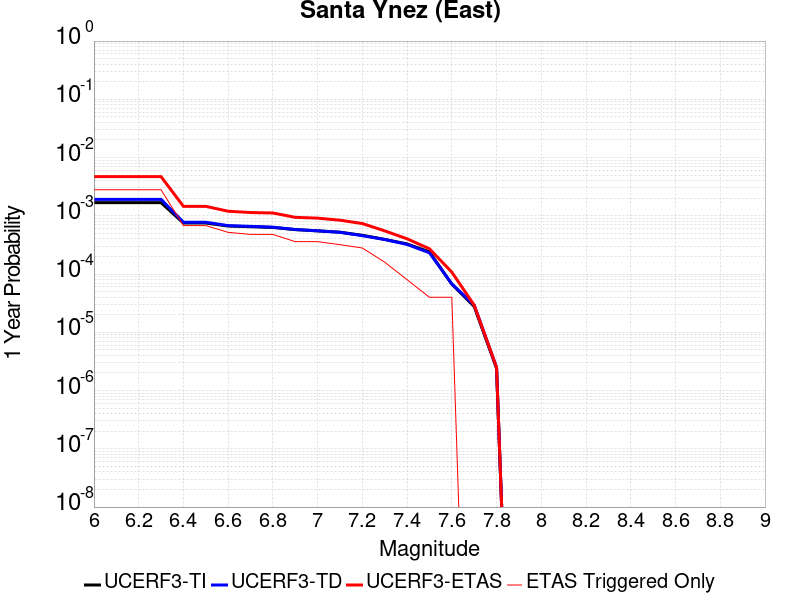 Santa Ynez (East)
10^0
10^-1
10^-2
10^-3
10^-4
10^-5
10^-6
10^-7
10^-8
1 Year Probability
6 6.2 6.4 6.6 6.8 7 7.2 7.4 7.6 7.8 8 8.2 8.4 8.6 8.8 9
Magnitude
UCERF3-TI UCERF3-TD UCERF3-ETAS ETAS Triggered Only